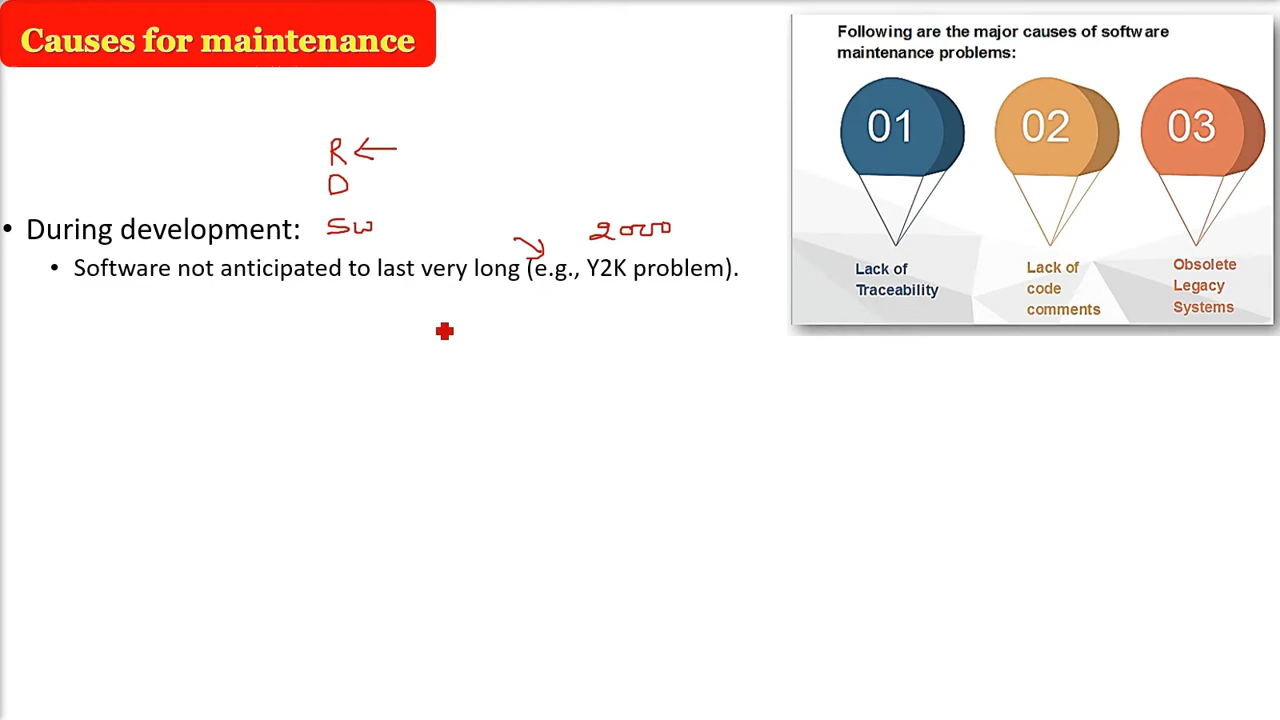 Causes for maintenance
Following are the major causes of software
maintenance problems:
01
02
03
Lack of
Traceability
Lack of
code
comments
Obsolete
Legacy
Systems
R
D
• During development:
SW
2000
• Software not anticipated to last very long (e.g., Y2K problem).